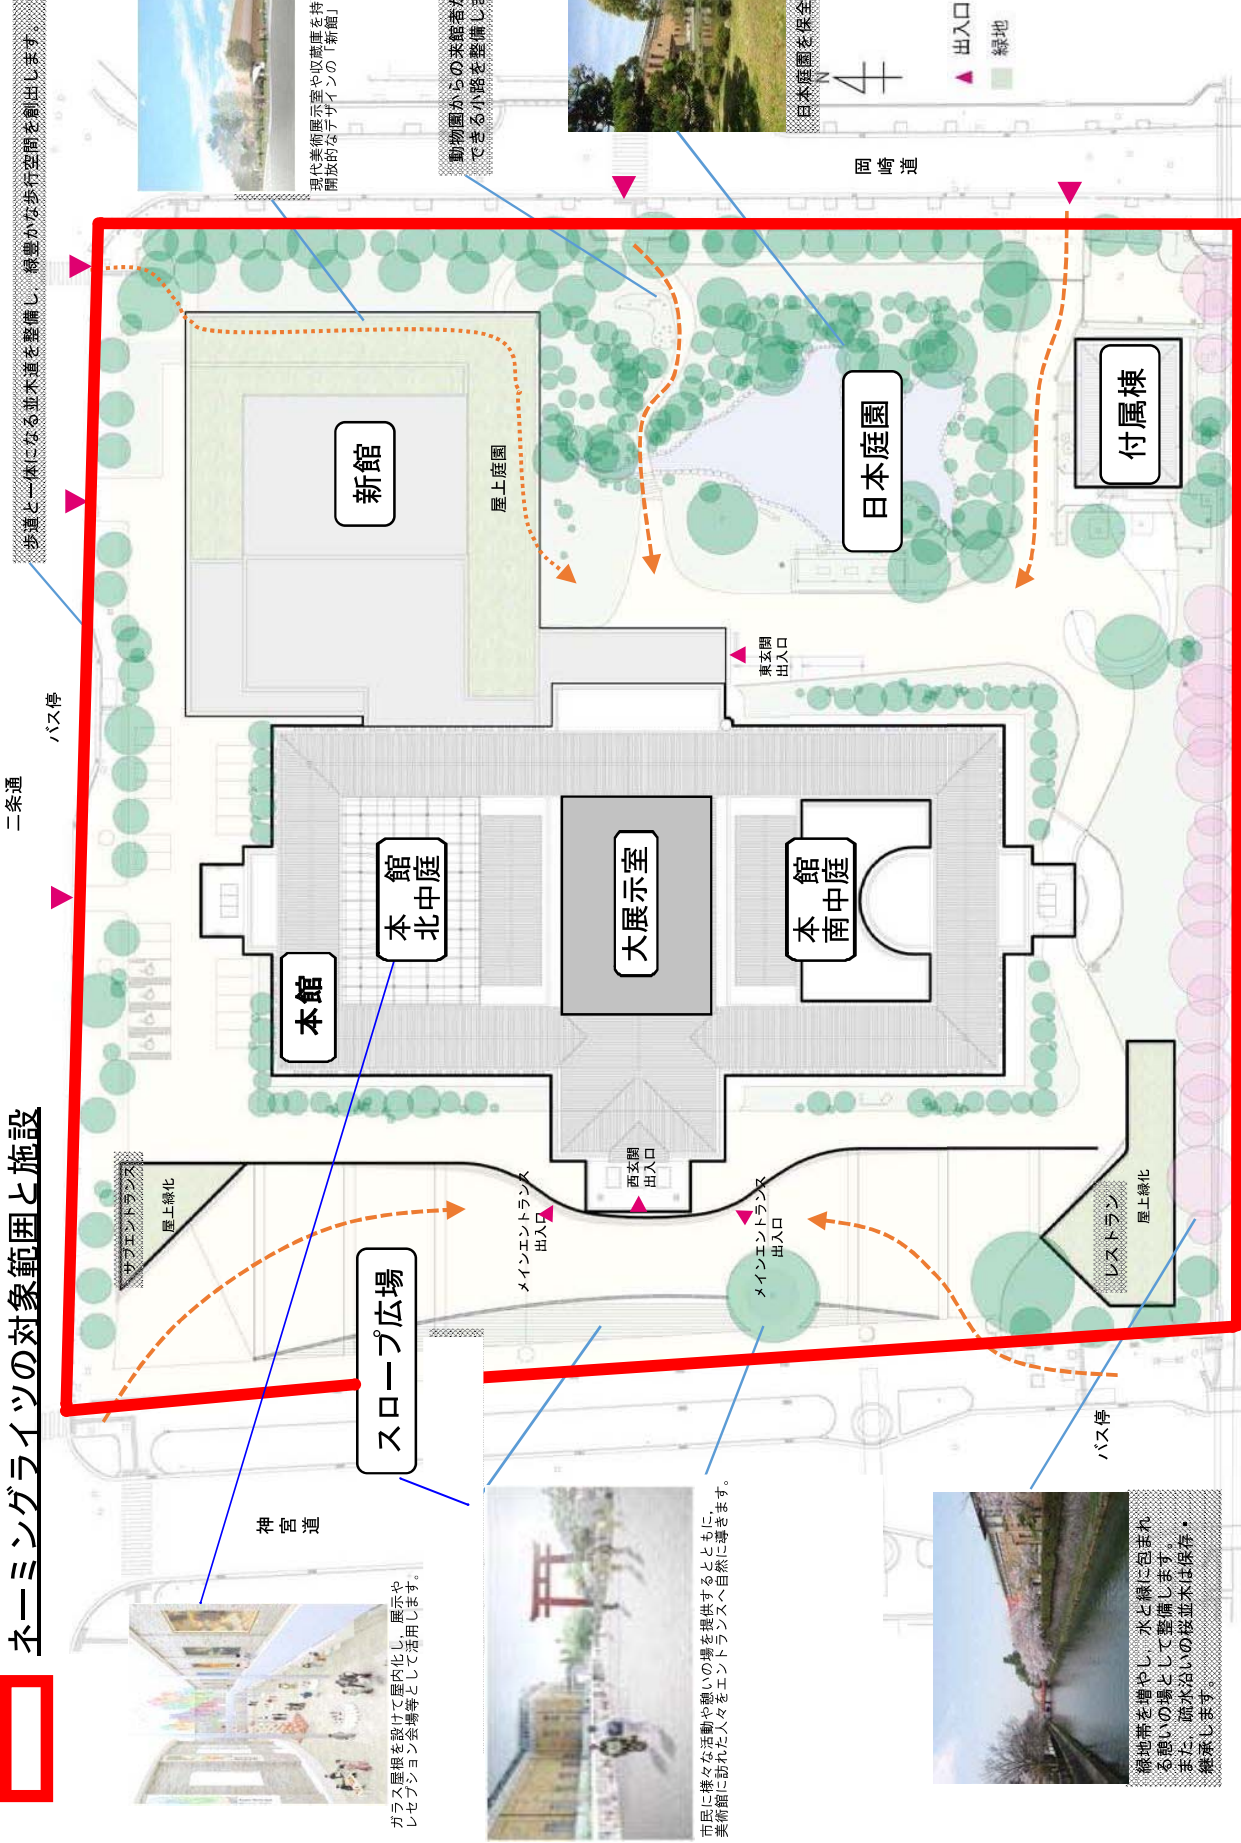 ネーミングライツの対象範囲と施設
二条通
バス停
歩道と一体になる並木道を整備し，緑豊かな歩行空間を創出します。
現代美術展示室や収蔵庫を持
開放的なデザインの「新館」
動物園からの来館者が
できる小路を整備しま
日本庭園を保全
N
出入口
緑地
岡崎道
新館
屋上庭園
日本庭園
付属棟
東玄関
出入口
本館
本　館
北中庭
大展示室
本　館
南中庭
サブエントランス
屋上緑化
メインエントランス
出入口
西玄関
出入口
メインエントランス
出入口
レストラン
屋上緑化
スロープ広場
神宮道
バス停
ガラス屋根を設けて屋内化し，展示や
レセプション会場等として活用します。
市民に様々な活動や憩いの場を提供するとともに，
美術館に訪れた人々をエントランスへ自然に導きます。
緑地帯を増やし，水と緑に包まれ
る憩いの場として整備します。
また，疏水沿いの桜並木は保存・
継承します。